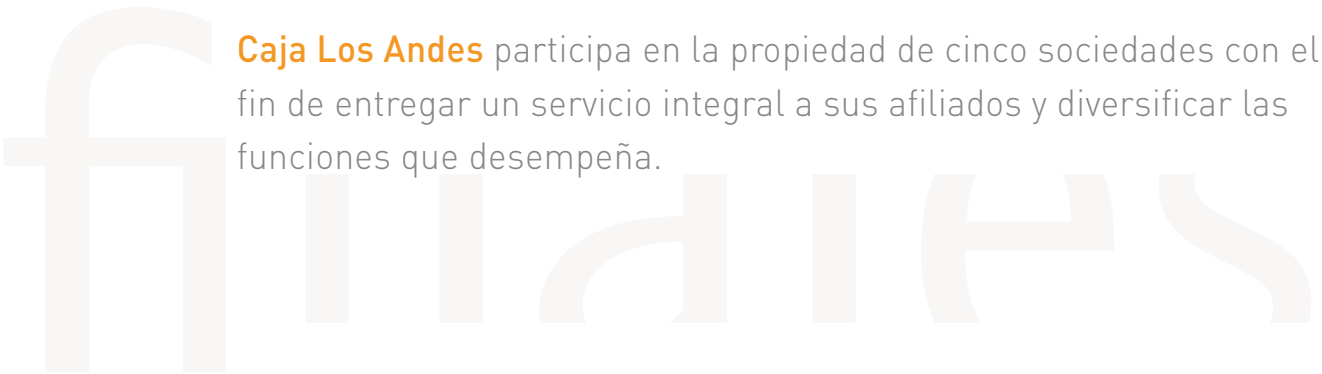 Caja Los Andes participa en la propiedad de cinco sociedades con el
fin de entregar un servicio integral a sus afiliados y diversificar las
funciones que desempeña.
filiales